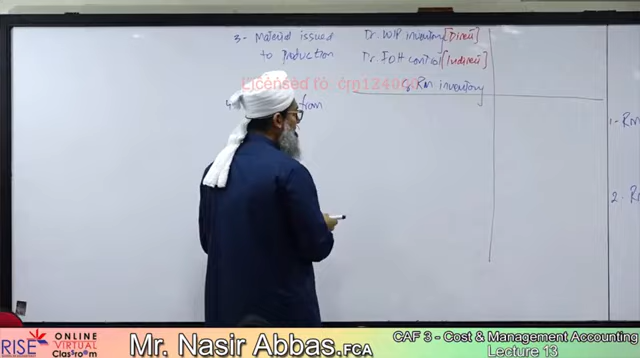 3 - Material issued Dr. WIP inventory [Direct]
to Production Dr. FOH control [Indirect]
Cr. RM inventory
Licensed to
from
1 - RM
2. R
RISE ONLINE VIRTUAL Classroom
Mr. Nasir Abbas.FCA
CAF 3 - Cost & Management Accounting
Lecture 13